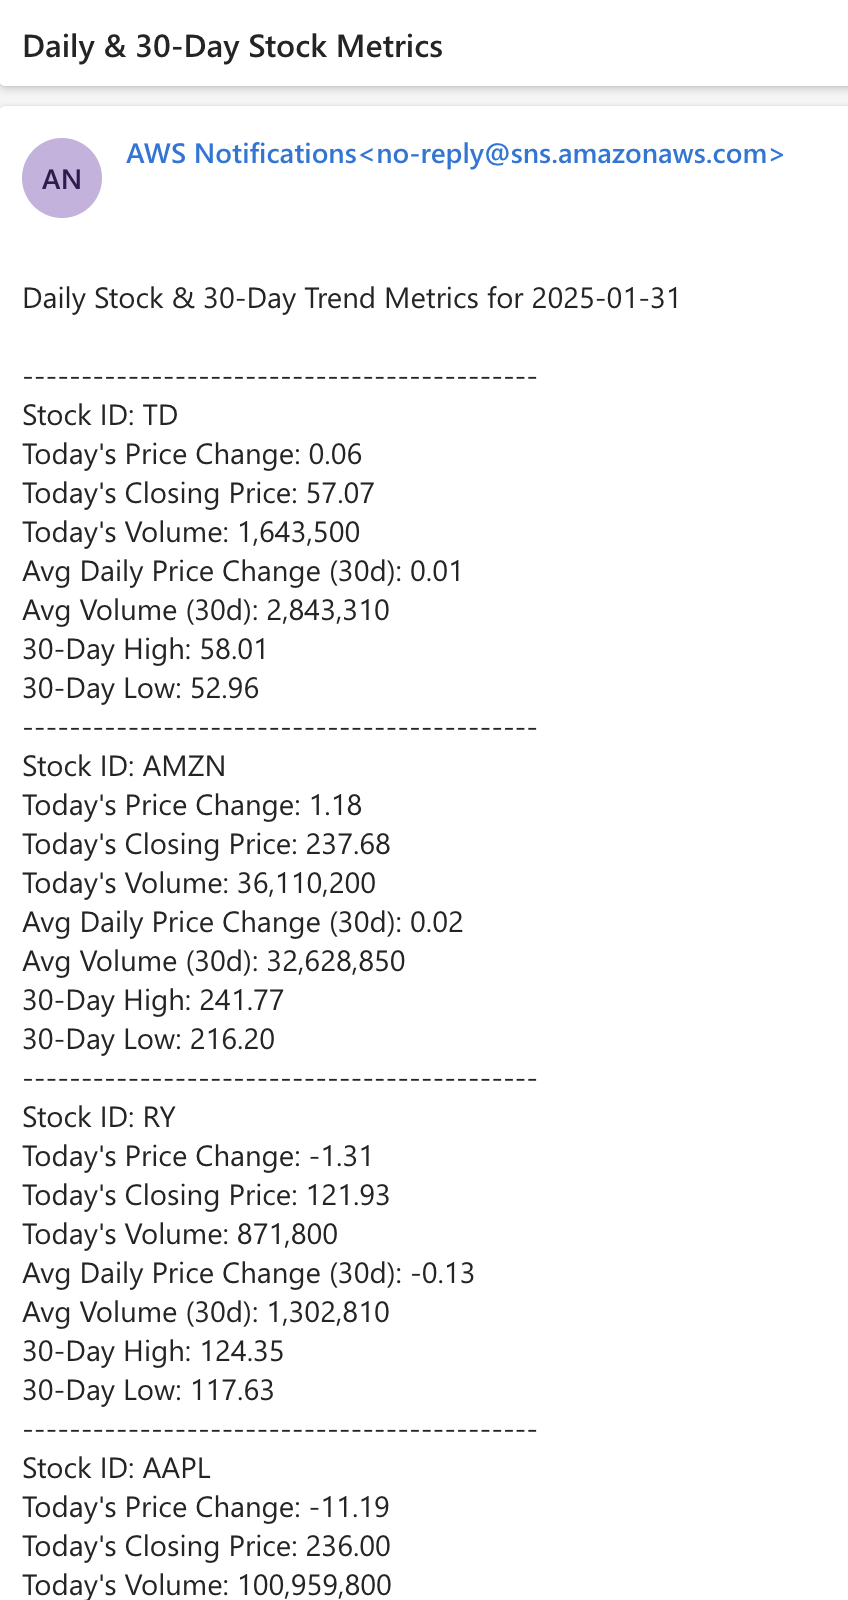 Daily & 30-Day Stock Metrics
AN
AWS Notifications<no-reply@sns.amazonaws.com>
Daily Stock & 30-Day Trend Metrics for 2025-01-31
--------------------------------------------
Stock ID: TD
Today's Price Change: 0.06
Today's Closing Price: 57.07
Today's Volume: 1,643,500
Avg Daily Price Change (30d): 0.01
Avg Volume (30d): 2,843,310
30-Day High: 58.01
30-Day Low: 52.96
--------------------------------------------
Stock ID: AMZN
Today's Price Change: 1.18
Today's Closing Price: 237.68
Today's Volume: 36,110,200
Avg Daily Price Change (30d): 0.02
Avg Volume (30d): 32,628,850
30-Day High: 241.77
30-Day Low: 216.20
--------------------------------------------
Stock ID: RY
Today's Price Change: -1.31
Today's Closing Price: 121.93
Today's Volume: 871,800
Avg Daily Price Change (30d): -0.13
Avg Volume (30d): 1,302,810
30-Day High: 124.35
30-Day Low: 117.63
--------------------------------------------
Stock ID: AAPL
Today's Price Change: -11.19
Today's Closing Price: 236.00
Today's Volume: 100,959,800